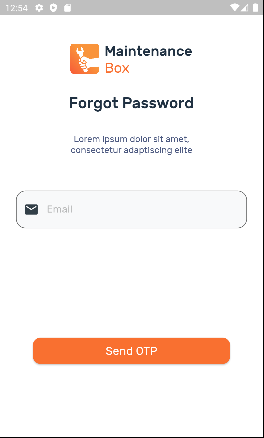 12:54
Maintenance
Box
Forgot Password
Lorem ipsum dolor sit amet,
consectetur adaptiscing elite
Email
Send OTP